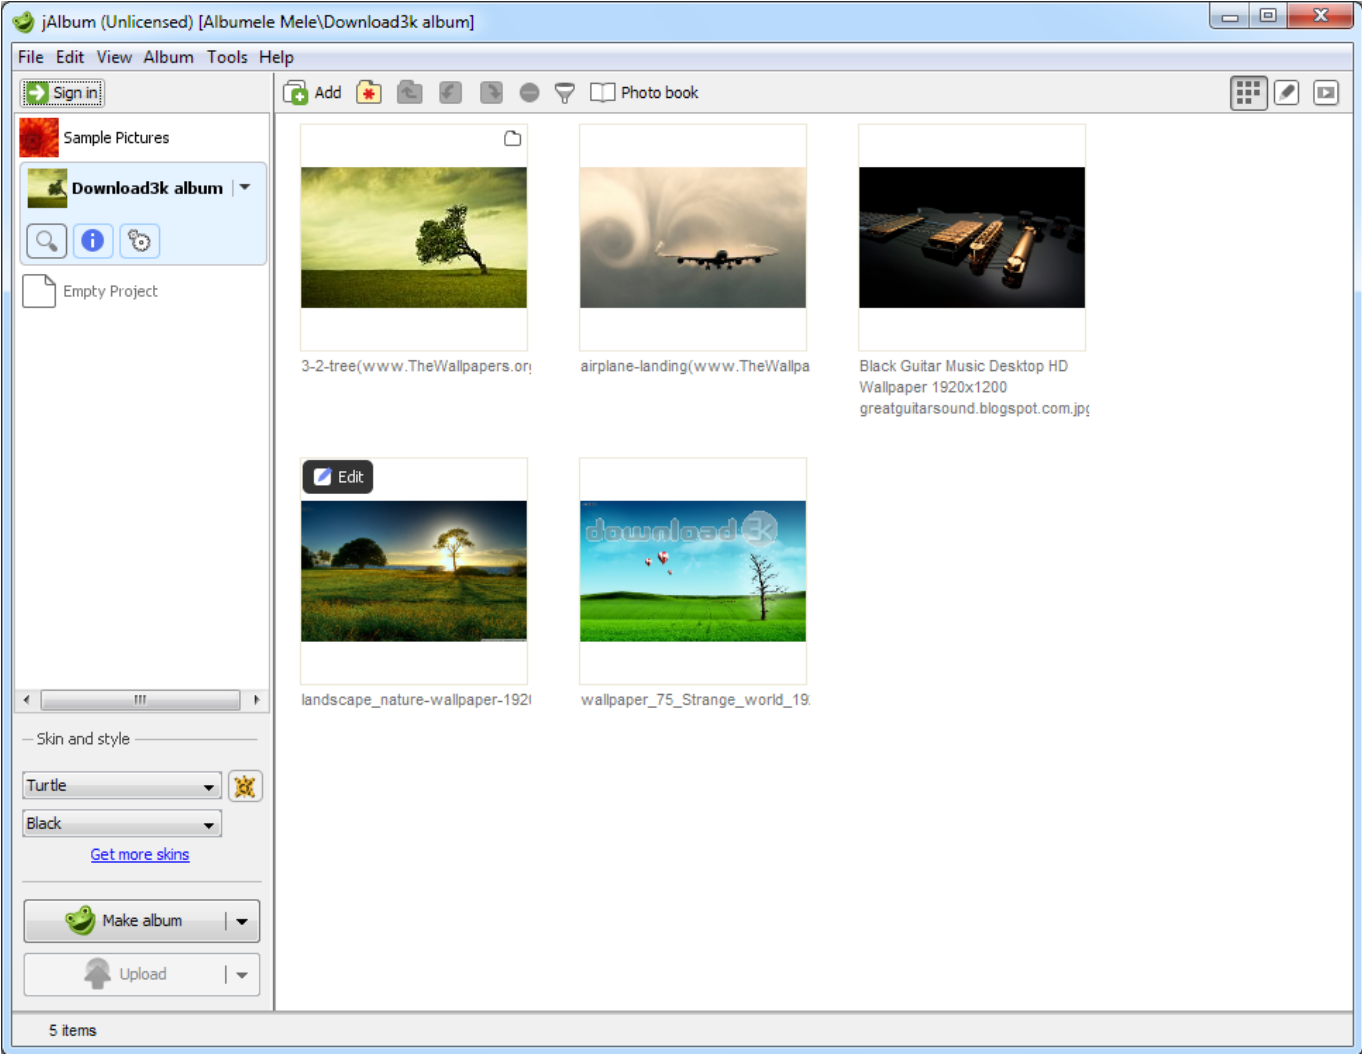 jAlbum (Unlicensed) [Albumele Mele\Download3k album]
File Edit View Album Tools Help
Sign in
Add
Photo book
Sample Pictures
Download3k album
Empty Project
3-2-tree(www.TheWallpapers.or
airplane-landing(www.TheWallpa
Black Guitar Music Desktop HD
Wallpaper 1920x1200
greatguitarsound.blogspot.com.jpg
Edit
download 3k
landscape_nature-wallpaper-192
wallpaper_75_Strange_world_19
Skin and style
Turtle
Black
Get more skins
Make album
Upload
5 items